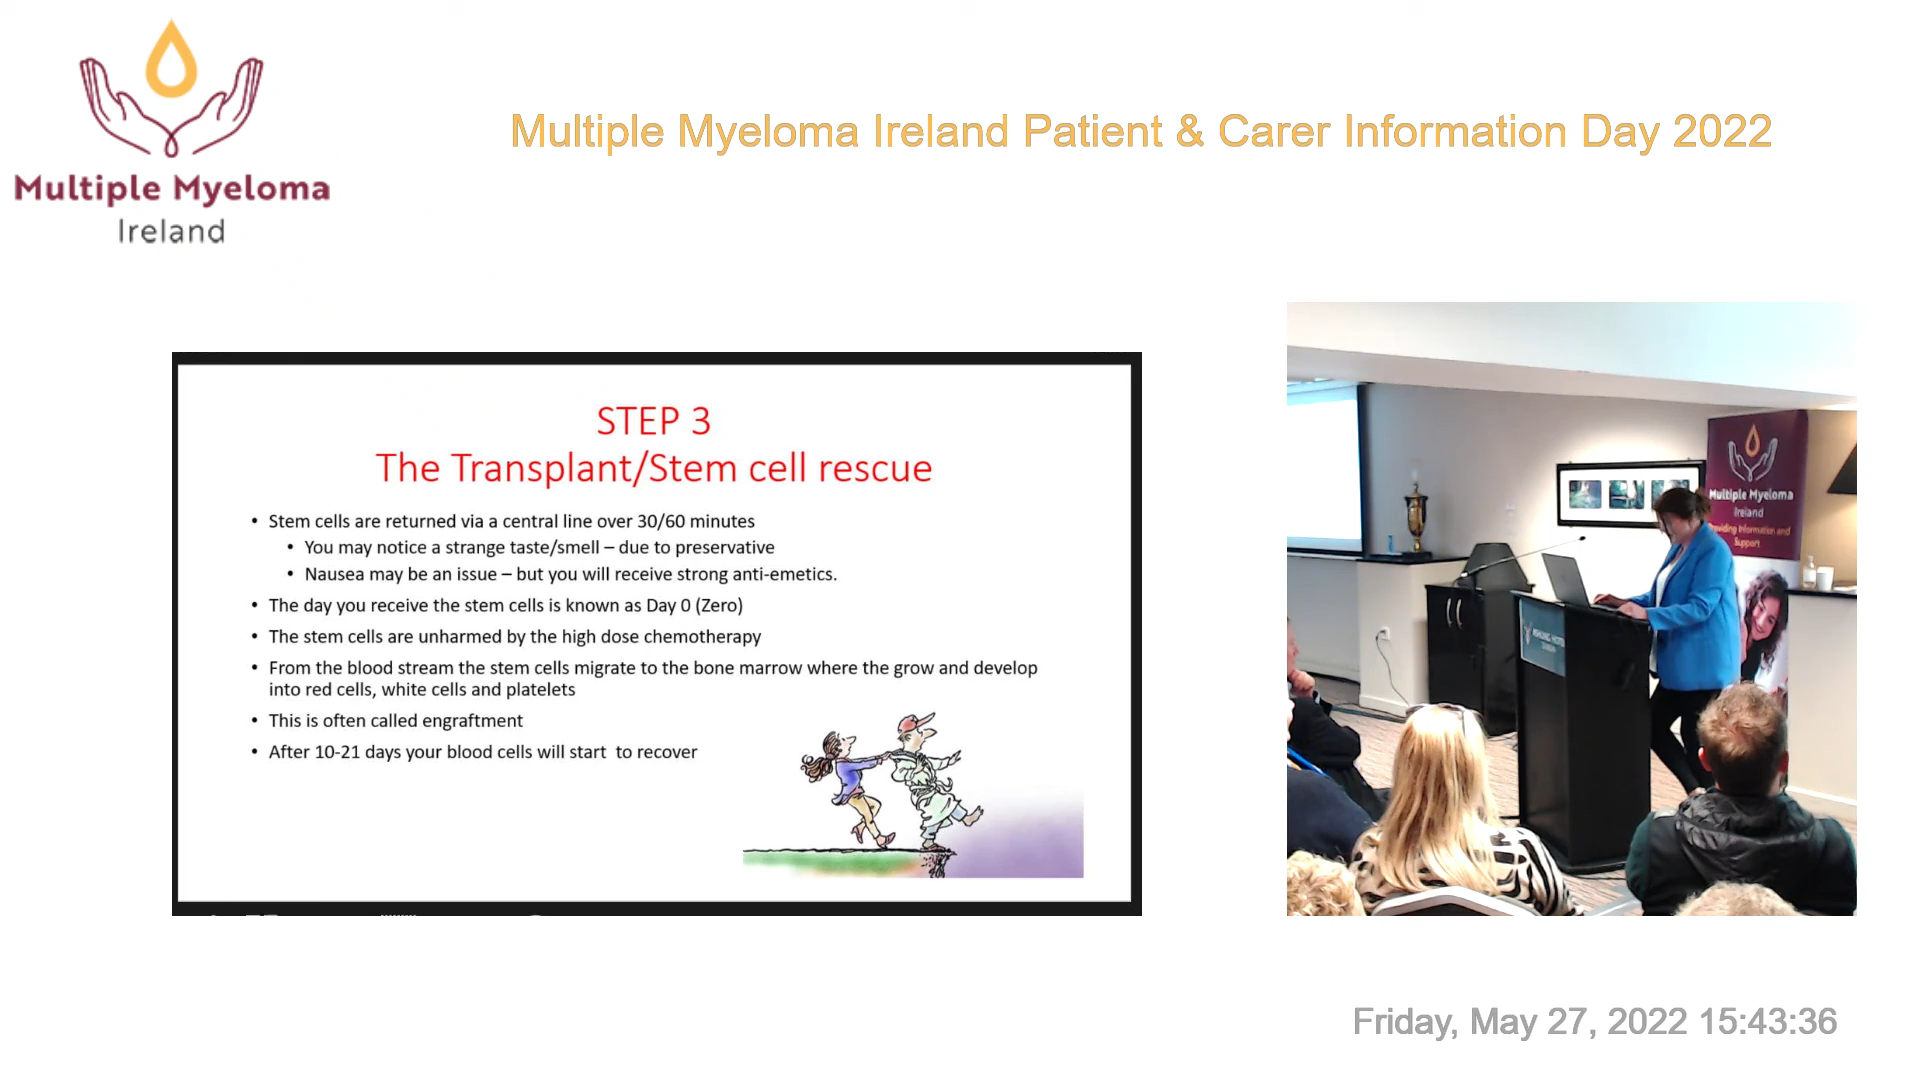 Multiple Myeloma
Ireland
Multiple Myeloma Ireland Patient & Carer Information Day 2022
STEP 3
The Transplant/Stem cell rescue
• Stem cells are returned via a central line over 30/60 minutes
• You may notice a strange taste/smell – due to preservative
• Nausea may be an issue – but you will receive strong anti-emetics.
• The day you receive the stem cells is known as Day 0 (Zero)
• The stem cells are unharmed by the high dose chemotherapy
• From the blood stream the stem cells migrate to the bone marrow where the grow and develop
into red cells, white cells and platelets
• This is often called engraftment
• After 10-21 days your blood cells will start to recover
Multiple Myeloma
Ireland
Providing Information and
Support
Friday, May 27, 2022 15:43:36